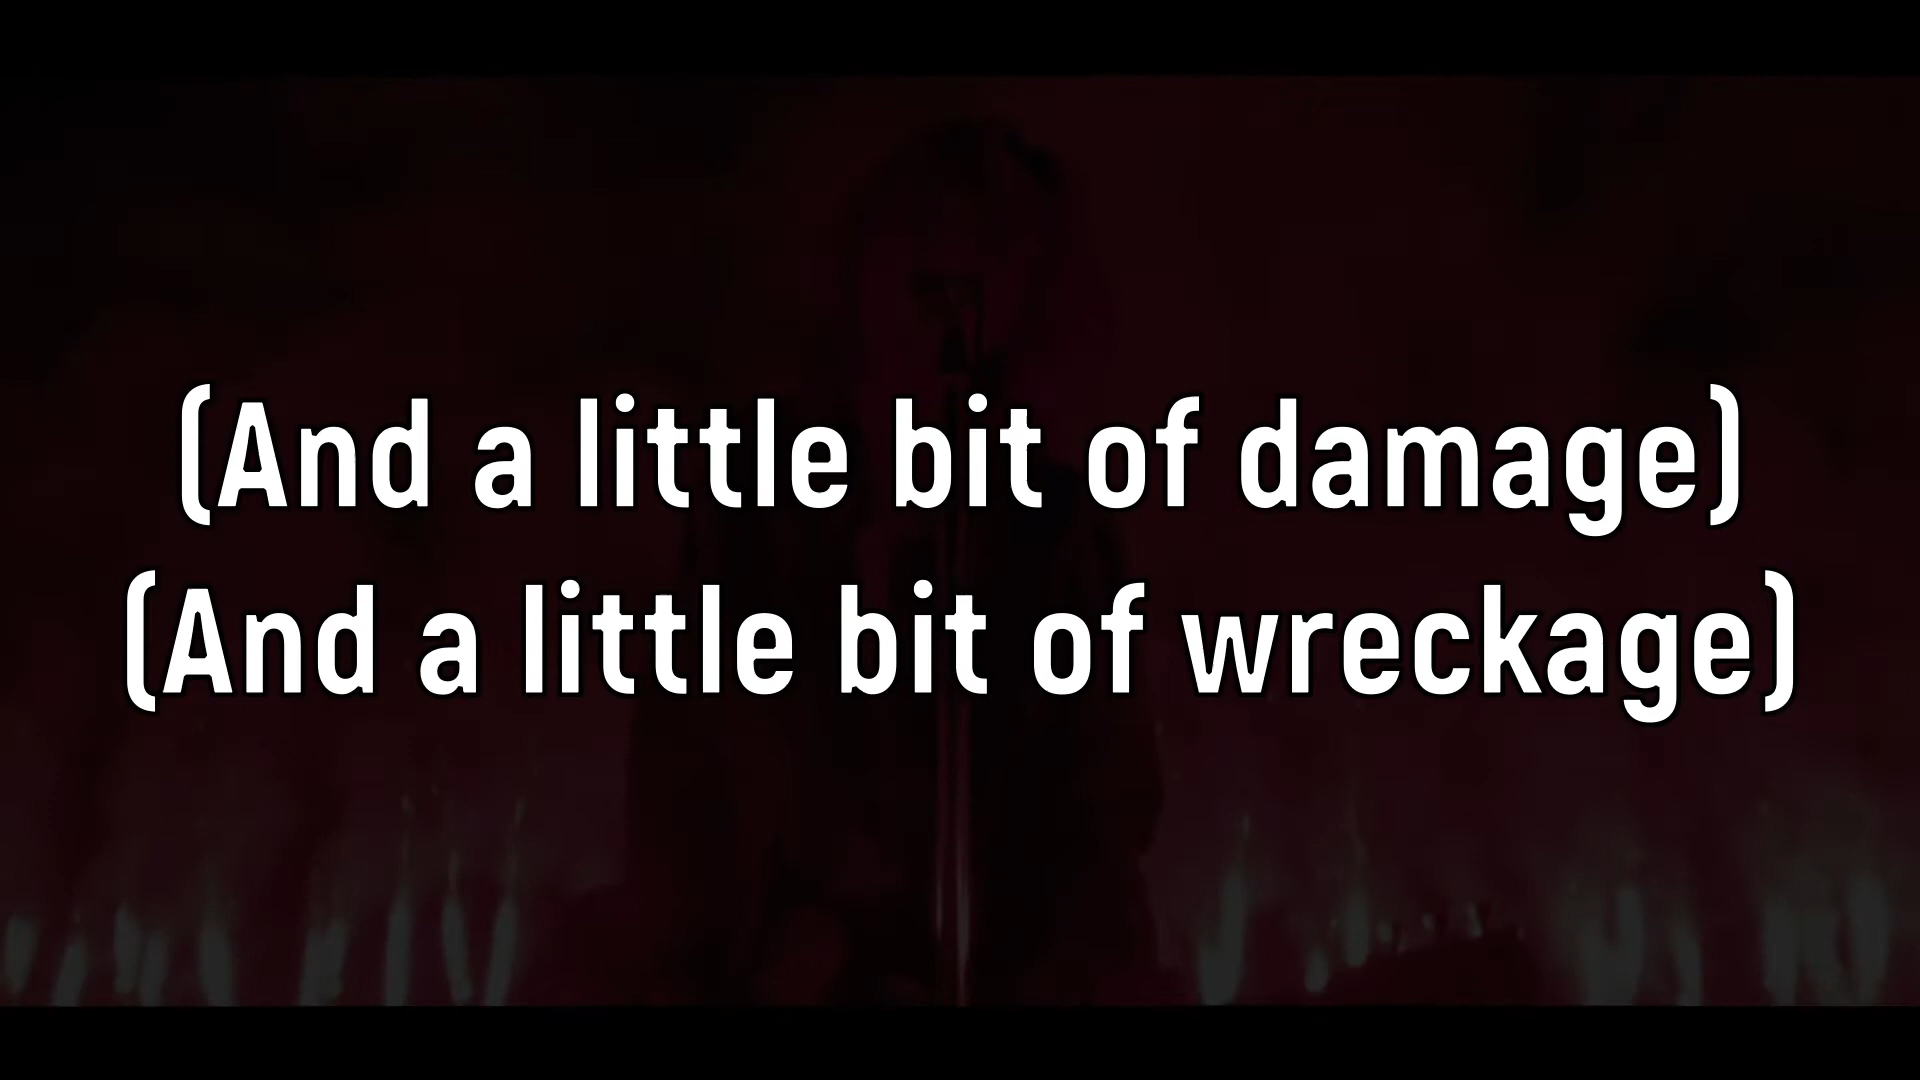 (And a little bit of damage)
(And a little bit of wreckage)